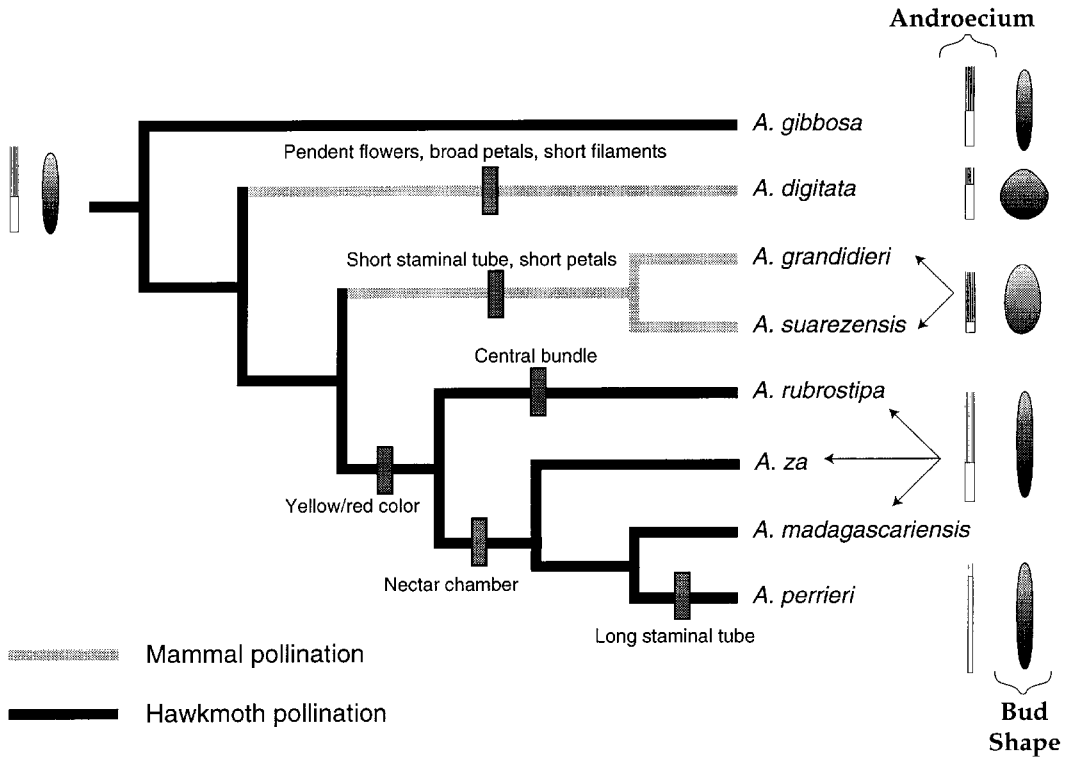 Androecium
A. gibbosa
Pendent flowers, broad petals, short filaments
A. digitata
Short staminal tube, short petals
A. grandidieri
A. suarezensis
Central bundle
A. rubrostipa
A. za
Yellow/red color
A. madagascariensis
Nectar chamber
A. perrieri
Long staminal tube
Mammal pollination
Hawkmoth pollination
Bud
Shape